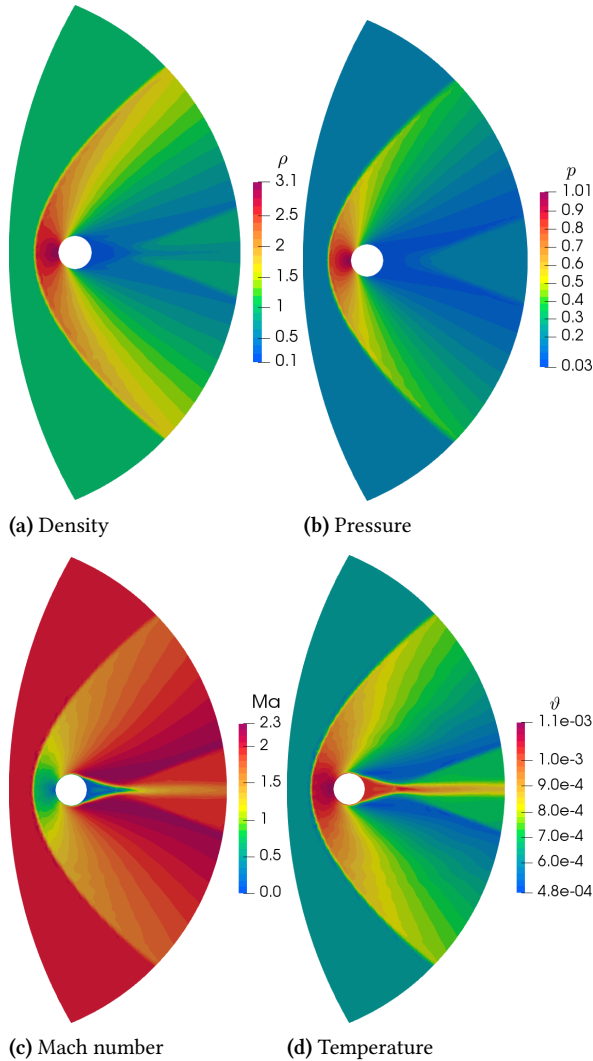 ρ
3.1
2.5
2
1.5
1
0.5
0.1
p
1.01
0.9
0.8
0.7
0.6
0.5
0.4
0.3
0.2
0.03
(a) Density
(b) Pressure
Ma
2.3
2.0
1.5
1
0.5
0.0
ϑ
1.1e-03
1.0e-3
9.0e-4
8.0e-4
7.0e-4
6.0e-4
4.8e-04
(c) Mach number
(d) Temperature